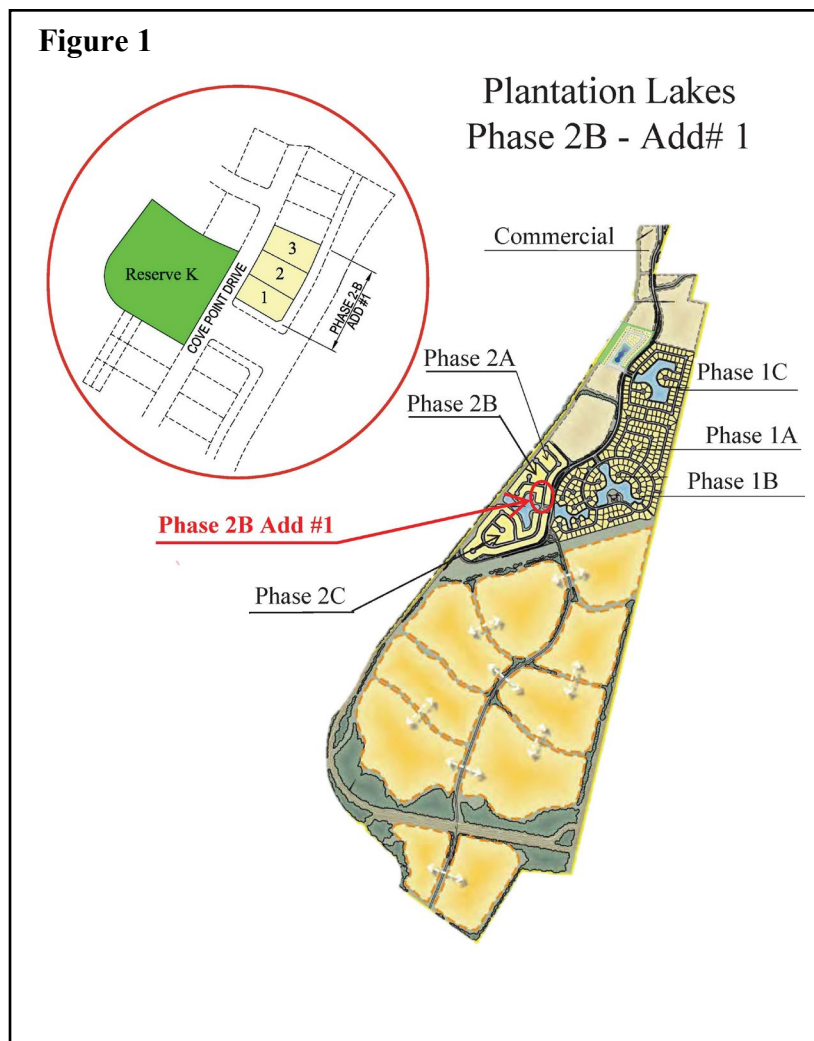 Figure 1
Plantation Lakes
Phase 2B - Add# 1
Reserve K
COVE POINT DRIVE
3
2
1
PHASE 2-B
ADD #1
Commercial
Phase 2A
Phase 2B
Phase 1C
Phase 1A
Phase 1B
Phase 2B Add #1
Phase 2C